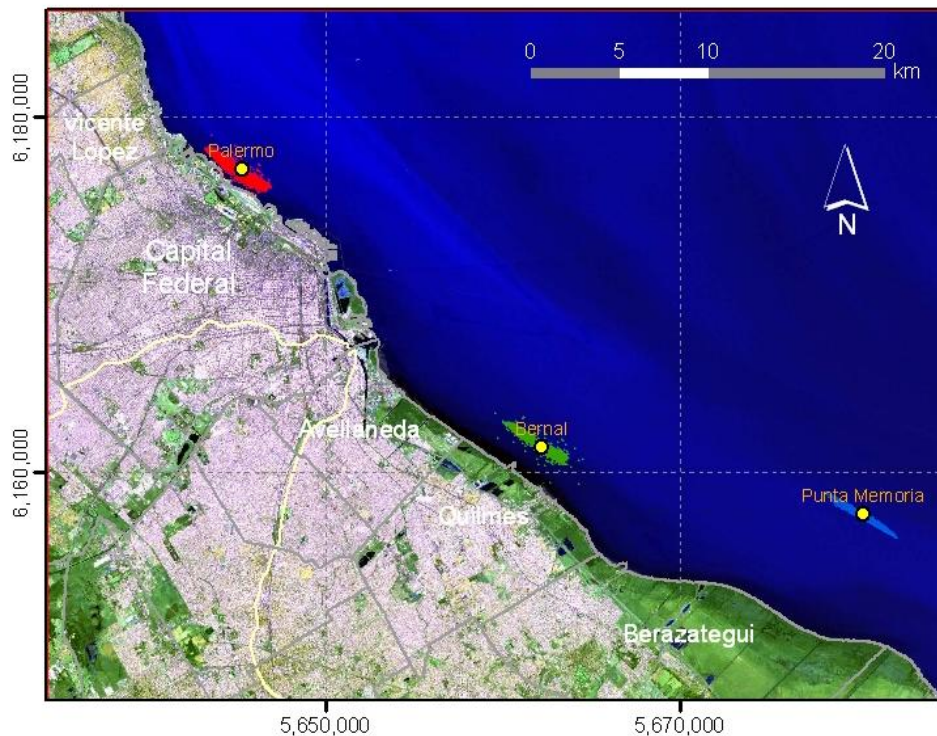 0 5 10 20
km
6,180,000
vicente
Lopez
Palermo
N
Capital
Federal
Avellaneda
Bernal
6,160,000
Punta Memoria
Quilmes
Berazategui
5,650,000 5,670,000